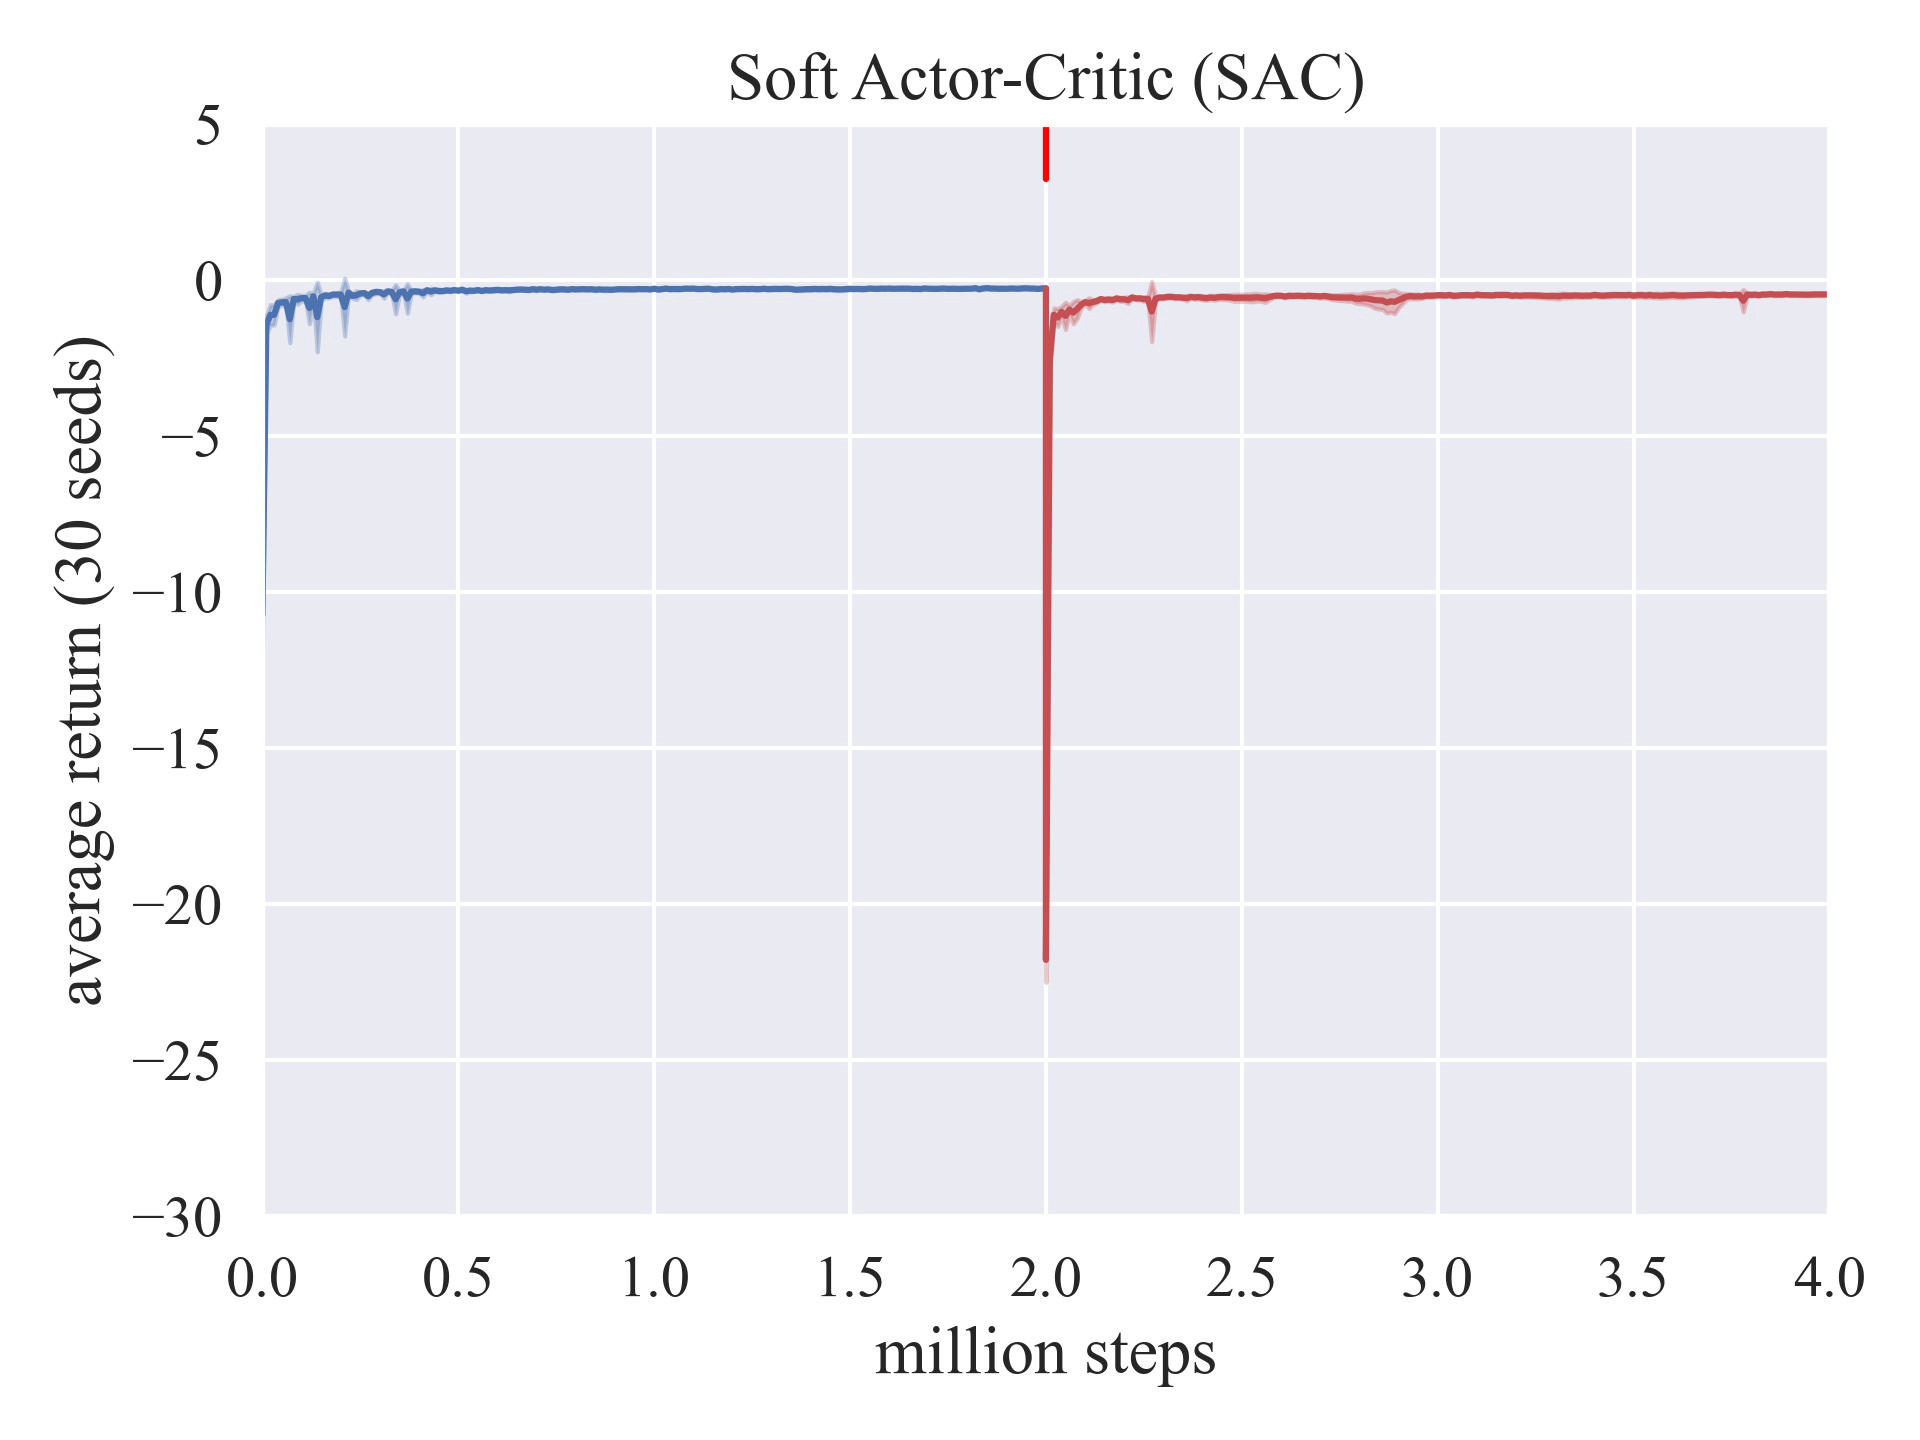 Soft Actor-Critic (SAC)
5
0
−5
−10
−15
−20
−25
−30
average return (30 seeds)
0.0 0.5 1.0 1.5 2.0 2.5 3.0 3.5 4.0
million steps